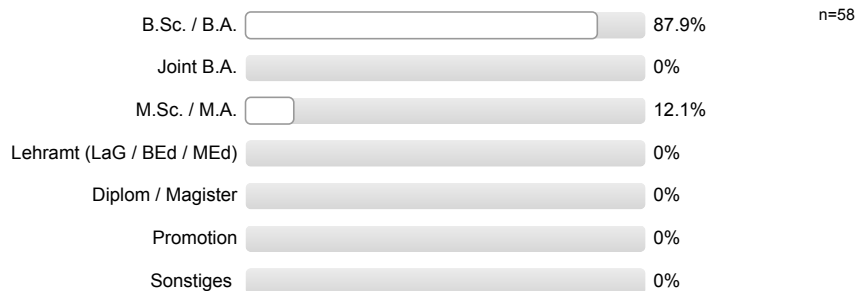 B.Sc. / B.A. 87.9% n=58
Joint B.A. 0%
M.Sc. / M.A. 12.1%
Lehramt (LaG / BEd / MEd) 0%
Diplom / Magister 0%
Promotion 0%
Sonstiges 0%